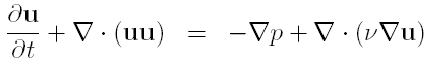 ∂𝐮/∂t + ∇ · (𝐮𝐮) = −∇p + ∇ · (ν∇𝐮)